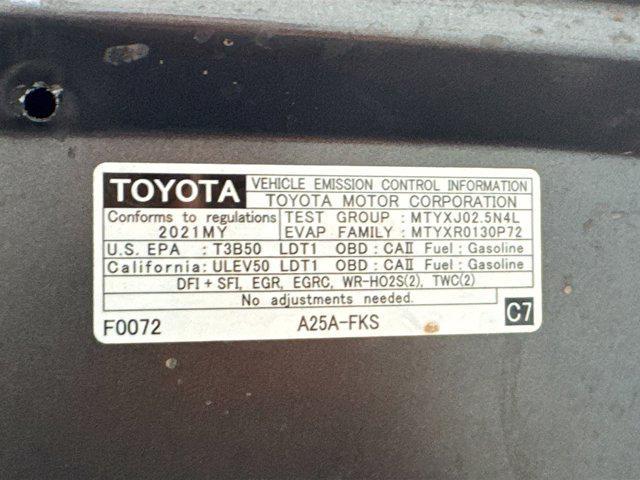 TOYOTA VEHICLE EMISSION CONTROL INFORMATION
TOYOTA MOTOR CORPORATION
Conforms to regulations TEST GROUP : MTYXJ02.5N4L
2021MY EVAP FAMILY : MTYXR0130P72
U.S. EPA : T3B50 LDT1 OBD : CAⅡ Fuel : Gasoline
California: ULEV50 LDT1 OBD : CAⅡ Fuel : Gasoline
DFI + SFI, EGR, EGRC, WR-HO2S(2), TWC(2)
No adjustments needed.
F0072 A25A-FKS C7